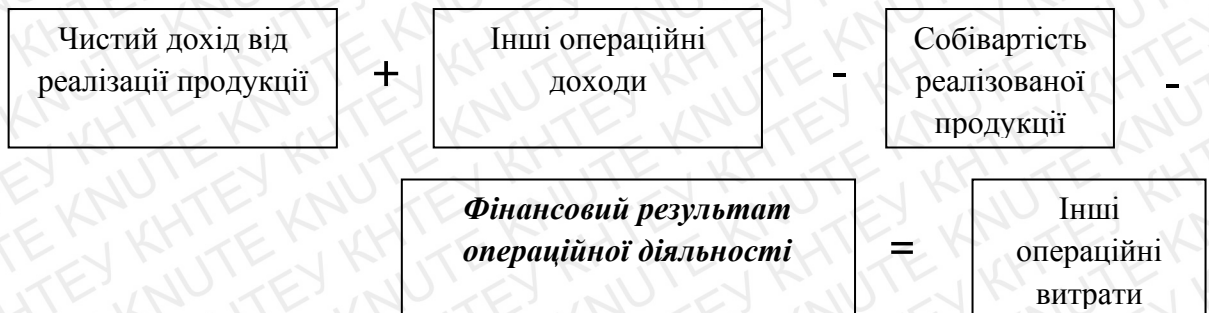 Чистий дохід від
реалізації продукції
+
Інші операційні
доходи
-
Собівартість
реалізованої
продукції
-
Фінансовий результат
операційної діяльності
=
Інші
операційні
витрати